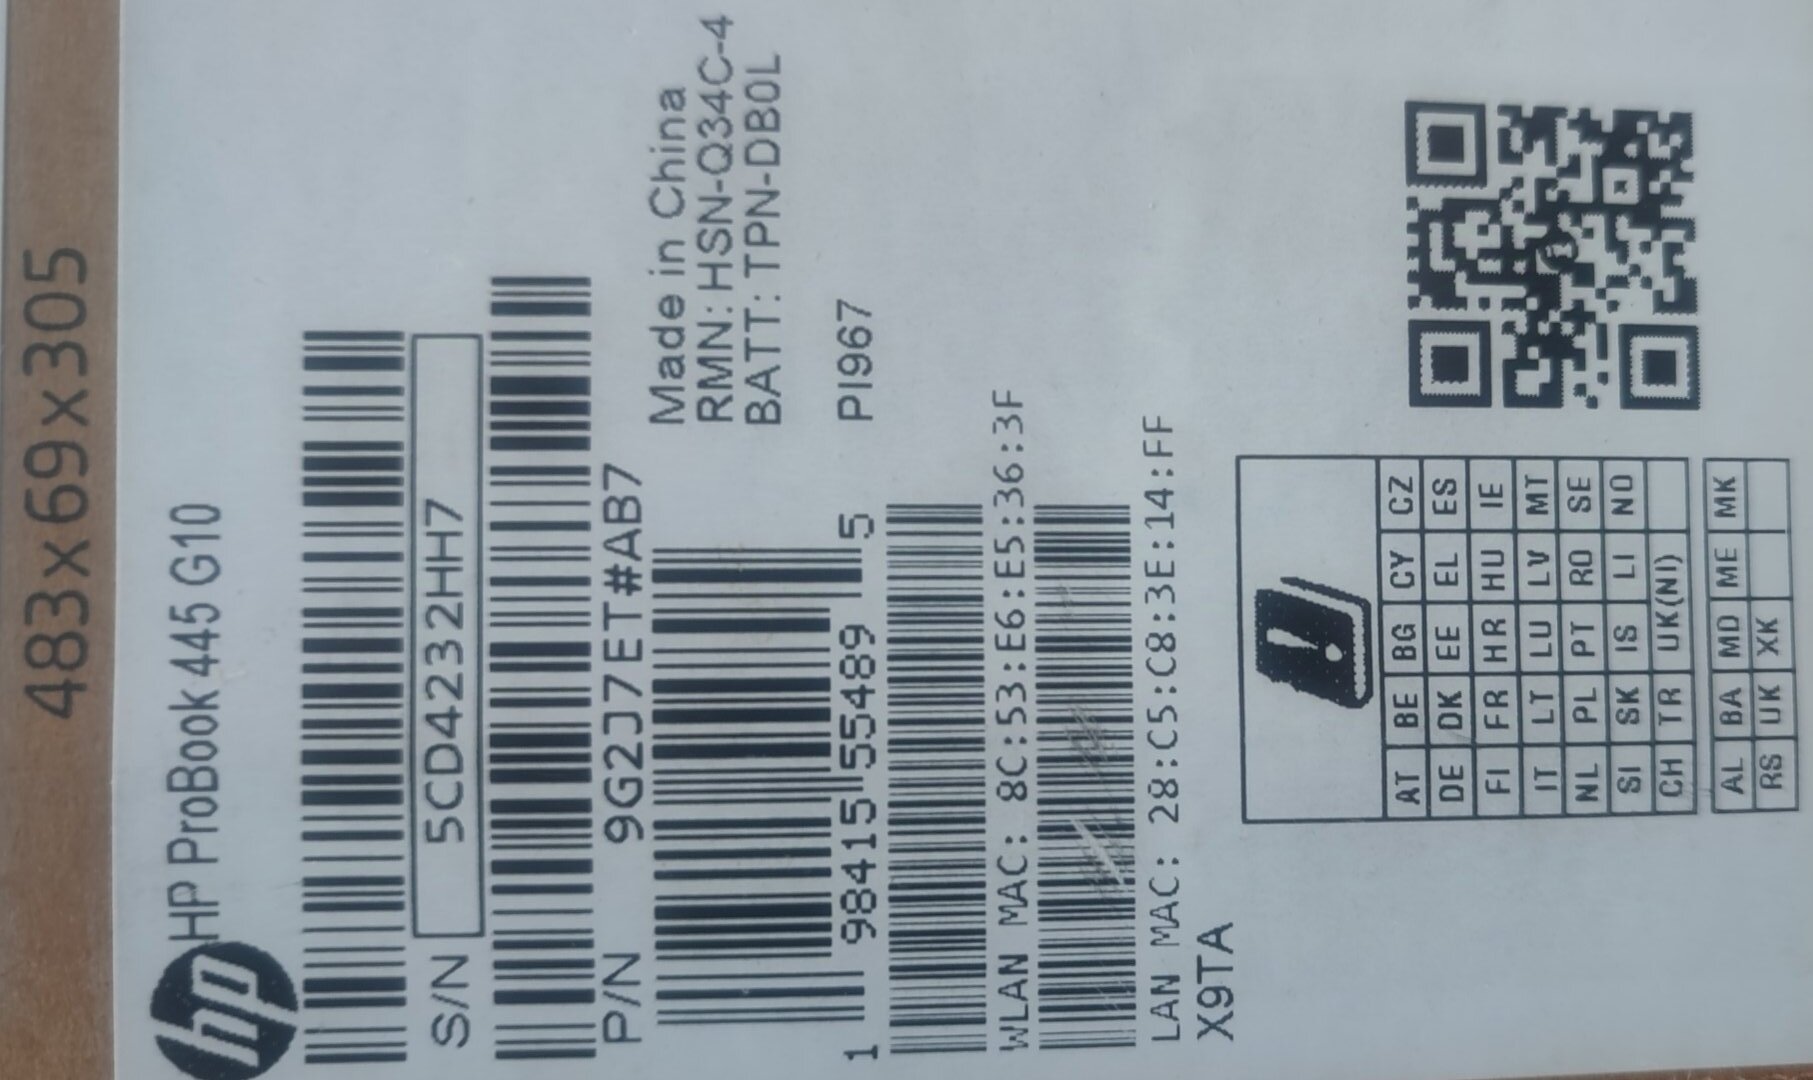 483x69x305
hp HP ProBook 445 G10
S/N 5CD4232HH7
P/N 9G2J7ET#AB7
Made in China
RMN: HSN-Q34C-4
BATT: TPN-DB0L
1 98415 55489 5
PI967
WLAN MAC: 8C:53:E6:E5:36:3F
LAN MAC: 28:C5:C8:3E:14:FF
X9TA
AT BE BG CY CZ
DE DK EE EL ES
FI FR HR HU IE
IT LT LU LV MT
NL PL PT RO SE
SI SK IS LI NO
CH TR UK(NI)
AL BA MD ME MK
RS UK XK